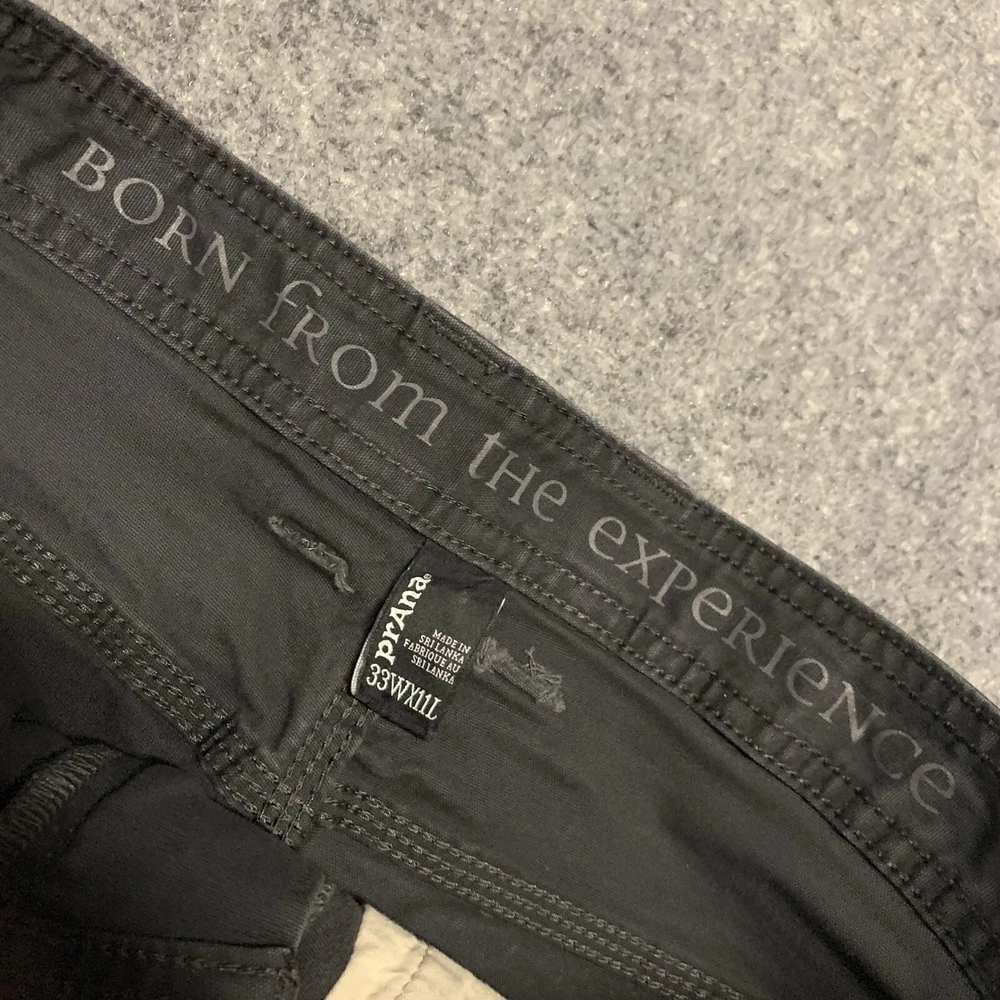 BORN fROm tHe eXPeRIeNCe
prAna®
MADE IN
SRI LANKA
FABRIQUE AU
SRI LANKA
33WX11L